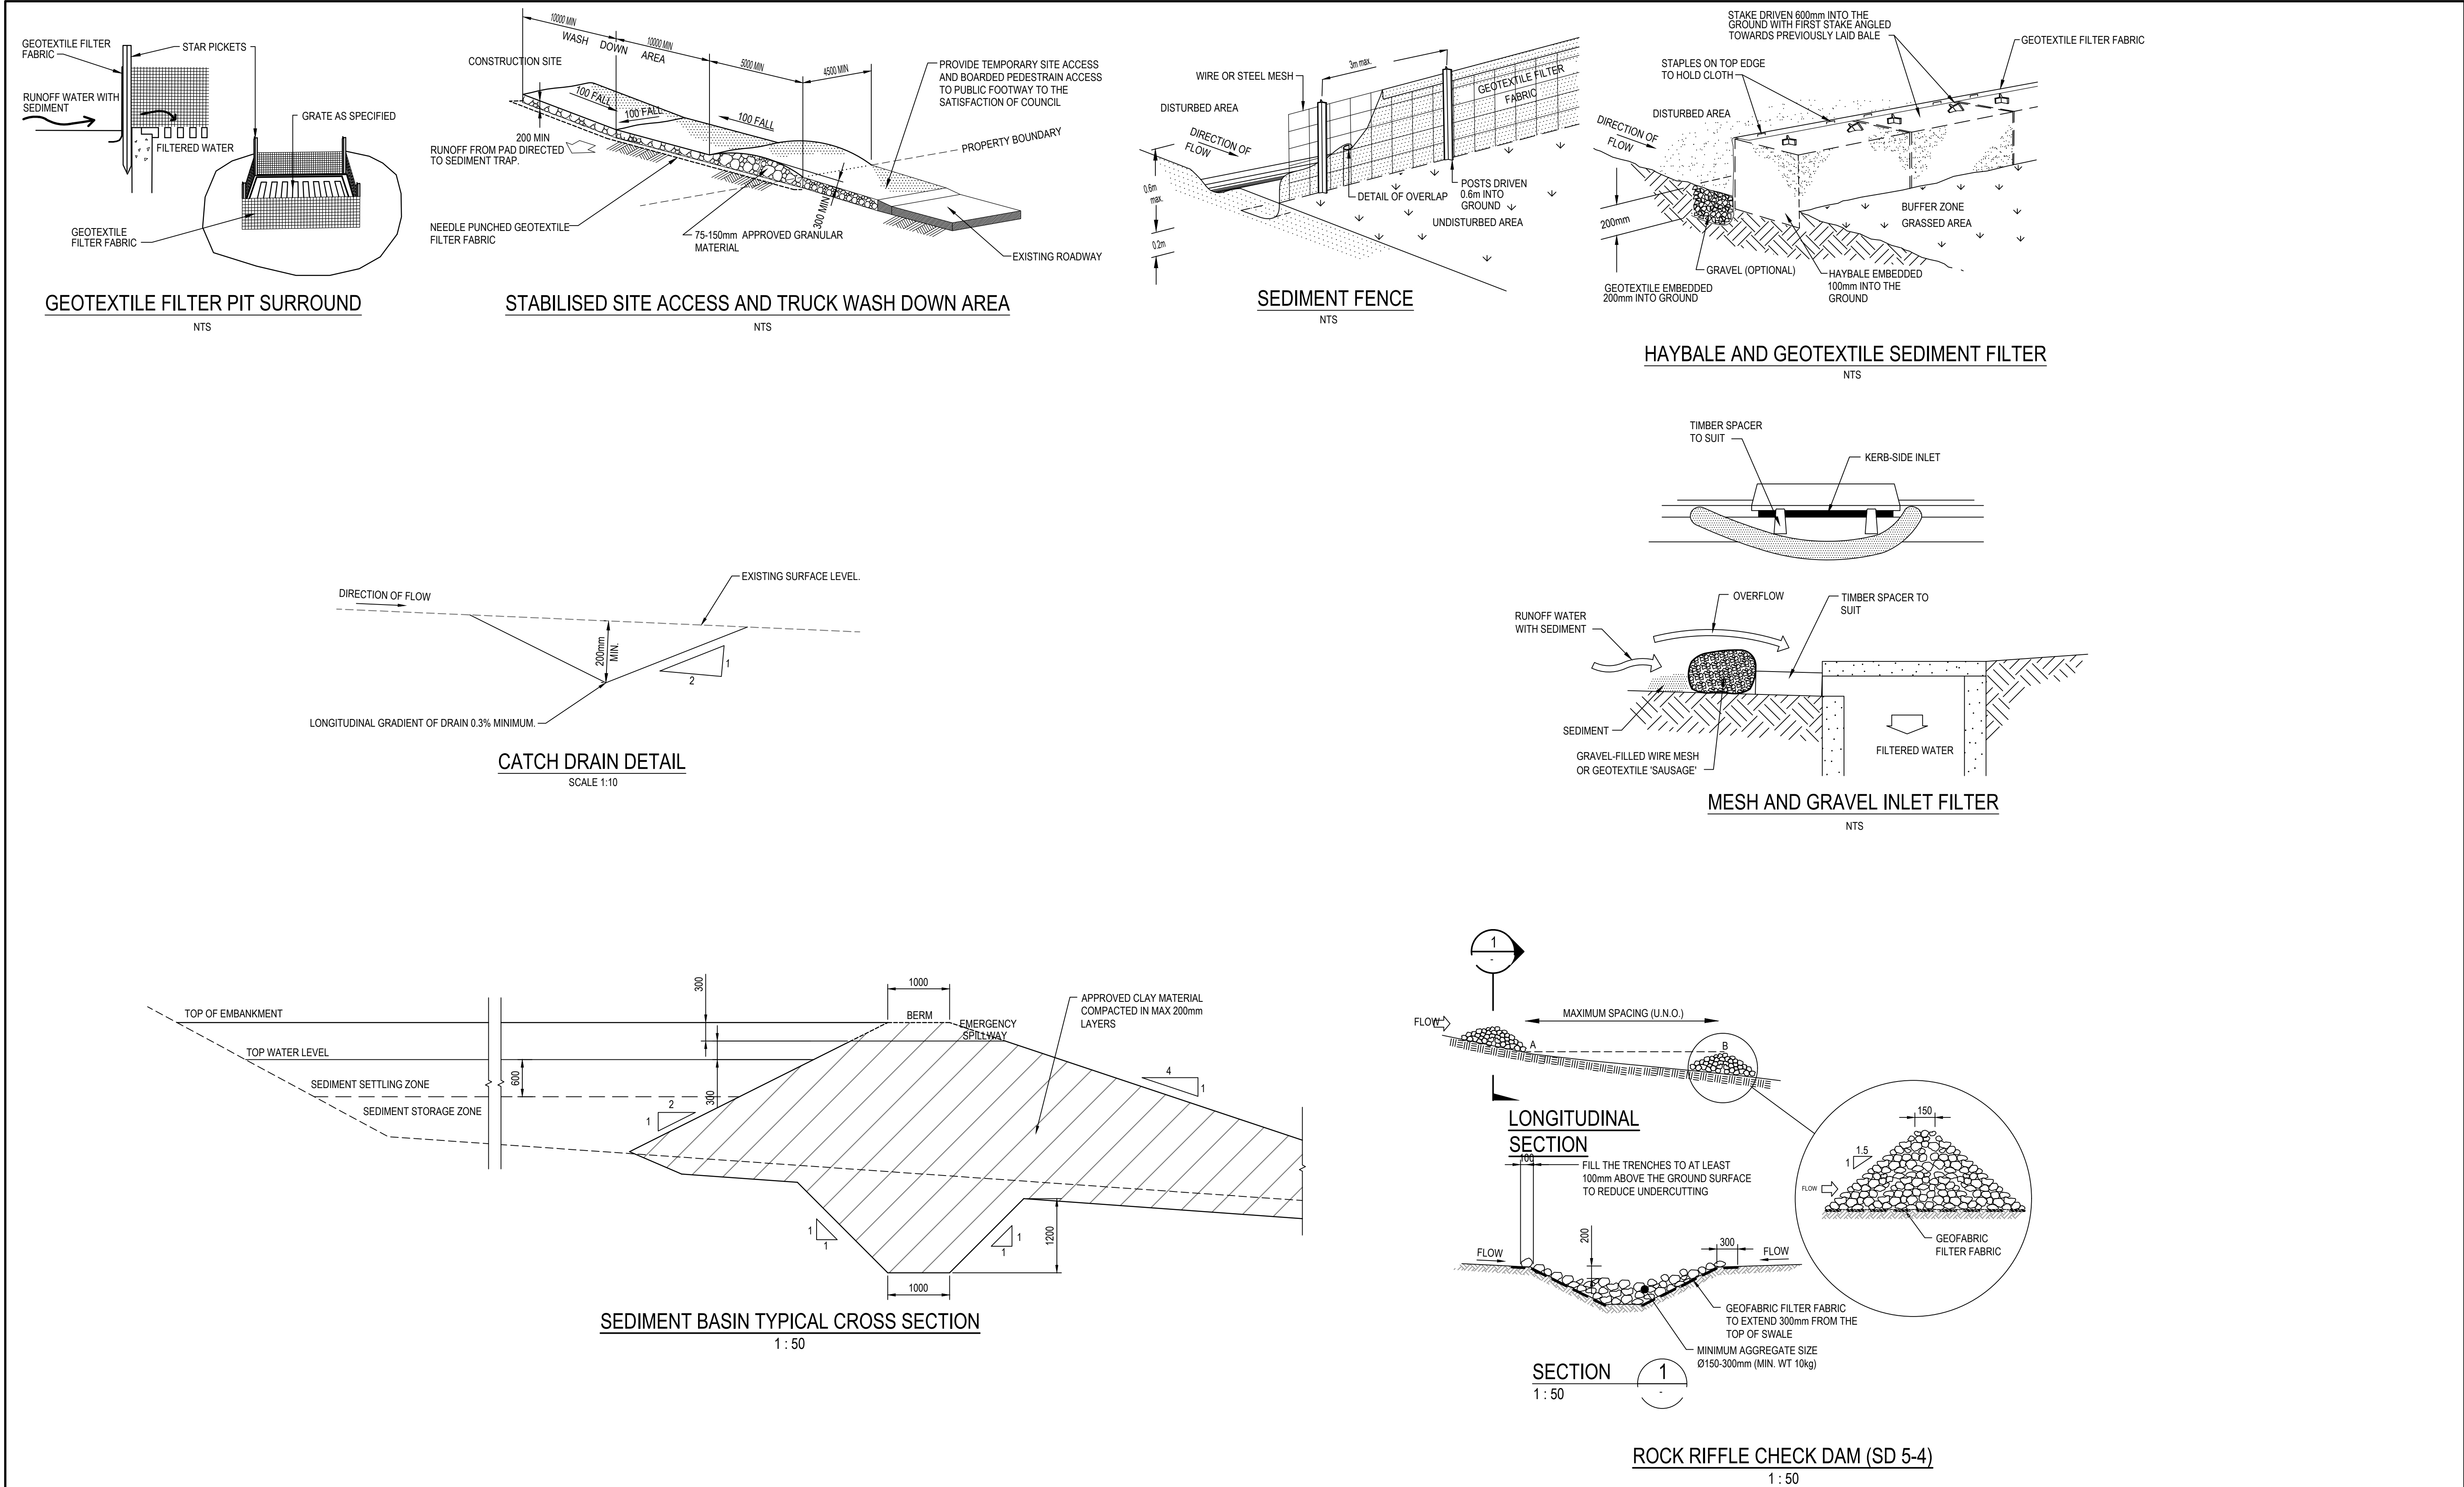 GEOTEXTILE FILTER
FABRIC
STAR PICKETS
RUNOFF WATER WITH
SEDIMENT
GRATE AS SPECIFIED
FILTERED WATER
GEOTEXTILE
FILTER FABRIC
GEOTEXTILE FILTER PIT SURROUND
NTS
10000 MIN
WASH DOWN AREA
10000 MIN
5000 MIN
4500 MIN
CONSTRUCTION SITE
PROVIDE TEMPORARY SITE ACCESS
AND BOARDED PEDESTRAIN ACCESS
TO PUBLIC FOOTWAY TO THE
SATISFACTION OF COUNCIL
100 FALL
100 FALL
100 FALL
200 MIN
RUNOFF FROM PAD DIRECTED
TO SEDIMENT TRAP.
PROPERTY BOUNDARY
300 MIN
NEEDLE PUNCHED GEOTEXTILE
FILTER FABRIC
75-150mm APPROVED GRANULAR
MATERIAL
EXISTING ROADWAY
STABILISED SITE ACCESS AND TRUCK WASH DOWN AREA
NTS
3m max.
WIRE OR STEEL MESH
GEOTEXTILE FILTER
FABRIC
DISTURBED AREA
DIRECTION OF
FLOW
0.6m
max.
0.2m
DETAIL OF OVERLAP
POSTS DRIVEN
0.6m INTO
GROUND
UNDISTURBED AREA
SEDIMENT FENCE
NTS
STAKE DRIVEN 600mm INTO THE
GROUND WITH FIRST STAKE ANGLED
TOWARDS PREVIOUSLY LAID BALE
GEOTEXTILE FILTER FABRIC
STAPLES ON TOP EDGE
TO HOLD CLOTH
DISTURBED AREA
DIRECTION OF
FLOW
200mm
BUFFER ZONE
GRASSED AREA
GRAVEL (OPTIONAL)
GEOTEXTILE EMBEDDED
200mm INTO GROUND
HAYBALE EMBEDDED
100mm INTO THE
GROUND
HAYBALE AND GEOTEXTILE SEDIMENT FILTER
NTS
TIMBER SPACER
TO SUIT
KERB-SIDE INLET
OVERFLOW
TIMBER SPACER TO
SUIT
RUNOFF WATER
WITH SEDIMENT
SEDIMENT
GRAVEL-FILLED WIRE MESH
OR GEOTEXTILE 'SAUSAGE'
FILTERED WATER
MESH AND GRAVEL INLET FILTER
NTS
DIRECTION OF FLOW
EXISTING SURFACE LEVEL.
200mm
MIN.
1
2
LONGITUDINAL GRADIENT OF DRAIN 0.3% MINIMUM.
CATCH DRAIN DETAIL
SCALE 1:10
TOP OF EMBANKMENT
TOP WATER LEVEL
SEDIMENT SETTLING ZONE
SEDIMENT STORAGE ZONE
600
300
300
1000
BERM
EMERGENCY
SPILLWAY
APPROVED CLAY MATERIAL
COMPACTED IN MAX 200mm
LAYERS
2
1
4
1
1
1
1
1
1200
1000
SEDIMENT BASIN TYPICAL CROSS SECTION
1 : 50
1
-
FLOW
MAXIMUM SPACING (U.N.O.)
A
B
LONGITUDINAL
SECTION
150
1.5
1
FLOW
GEOFABRIC
FILTER FABRIC
100
FILL THE TRENCHES TO AT LEAST
100mm ABOVE THE GROUND SURFACE
TO REDUCE UNDERCUTTING
200
300
FLOW
FLOW
GEOFABRIC FILTER FABRIC
TO EXTEND 300mm FROM THE
TOP OF SWALE
MINIMUM AGGREGATE SIZE
Ø150-300mm (MIN. WT 10kg)
SECTION
1 : 50
1
-
ROCK RIFFLE CHECK DAM (SD 5-4)
1 : 50